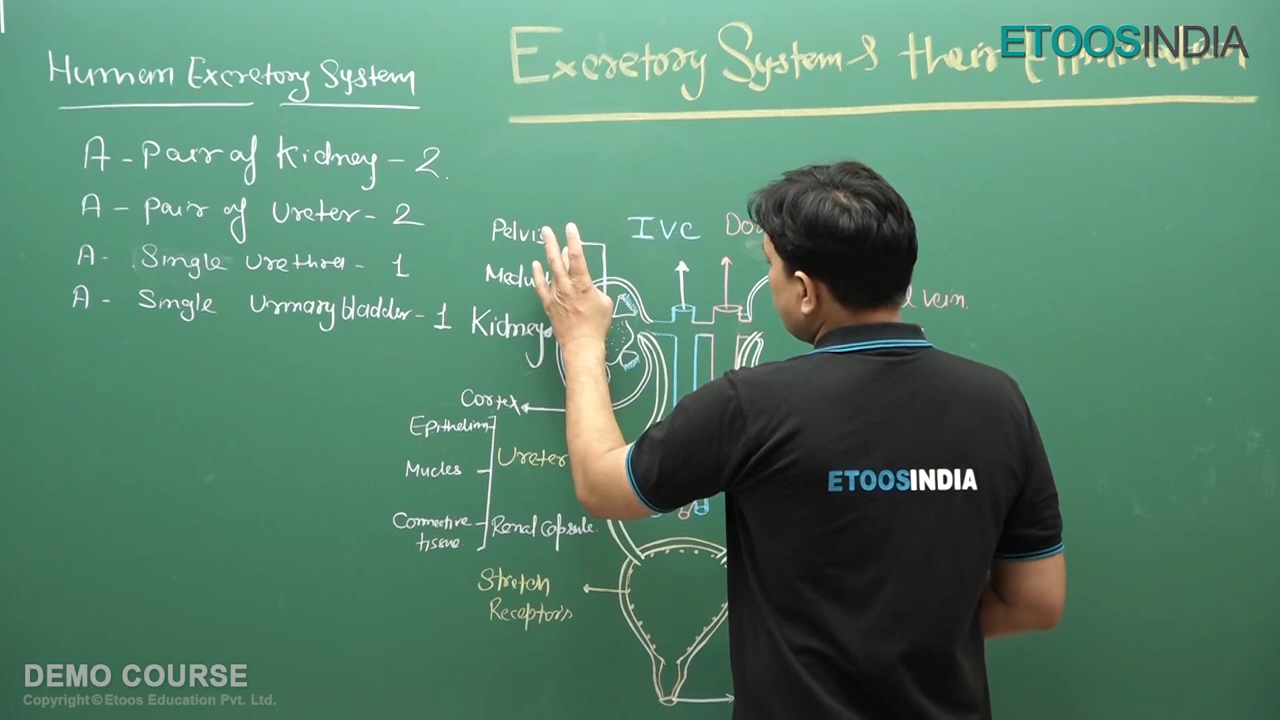 ETOOSINDIA
Excretory System & their
Human Excretory System
A - Pair of Kidney - 2.
A - Pair of Ureter - 2
A - Single Urethra - 1
A - Single Urinary bladder - 1
Pelvis
IVC
vein.
Kidney
Cortex
Epithelium
Ureter
Mucles
Connective
tissue
Renal capsule.
Stretch
Receptors
ETOOSINDIA
DEMO COURSE
Copyright © Etoos Education Pvt. Ltd.